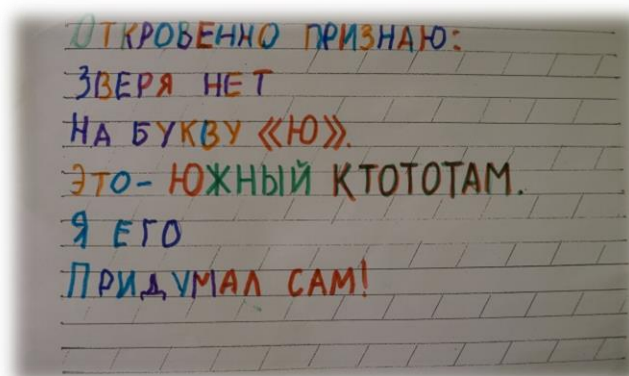 ОТКРОВЕННО ПРИЗНАЮ:
ЗВЕРЯ НЕТ
НА БУКВУ «Ю».
ЭТО- ЮЖНЫЙ КТОТОТАМ.
Я ЕГО
ПРИДУМАЛ САМ!